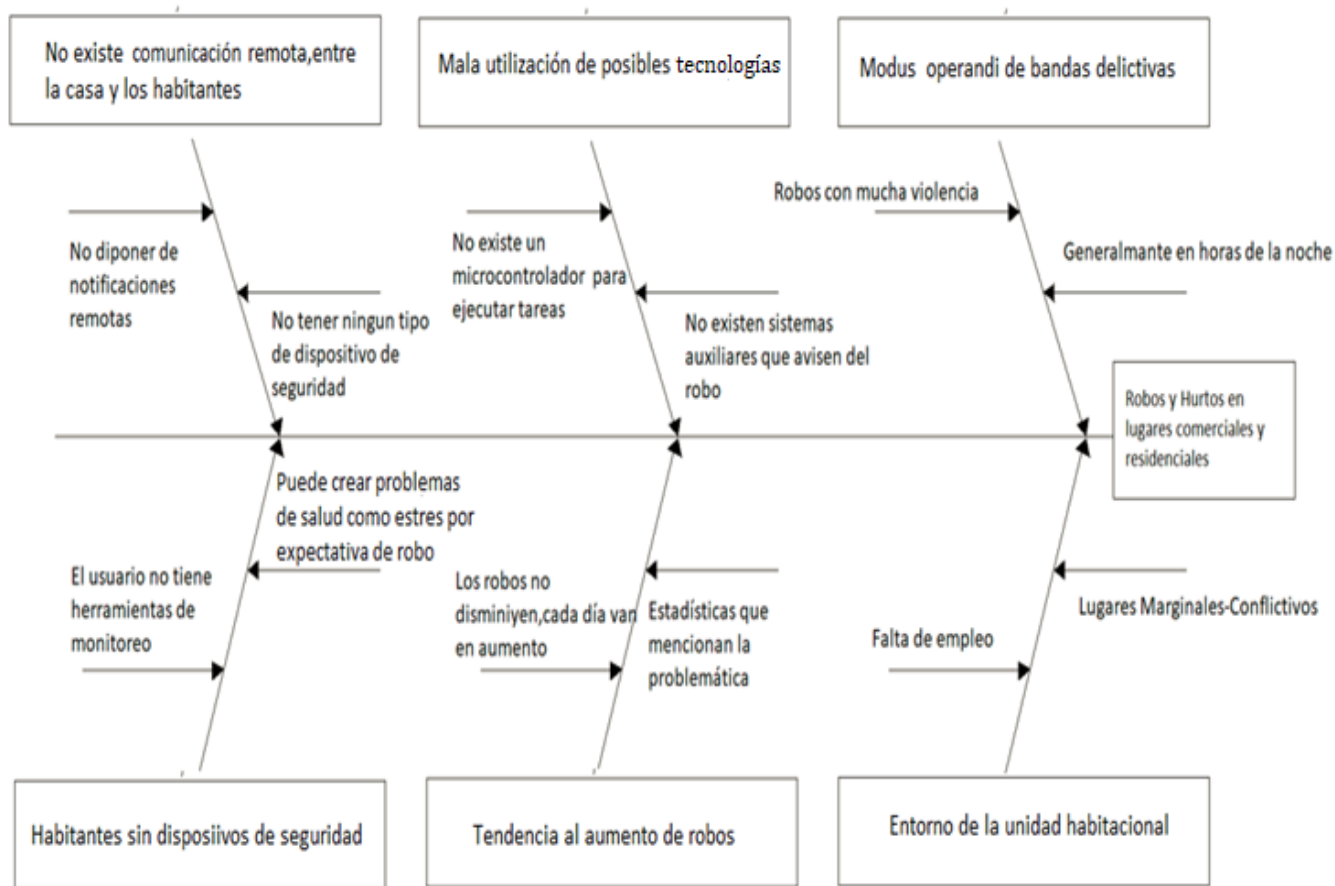 No existe comunicación remota,entre
la casa y los habitantes
Mala utilización de posibles tecnologías
Modus operandi de bandas delictivas
No diponer de
notificaciones
remotas
No tener ningun tipo
de dispositivo de
seguridad
No existe un
microcontrolador para
ejecutar tareas
No existen sistemas
auxiliares que avisen del
robo
Robos con mucha violencia
Generalmante en horas de la noche
Robos y Hurtos en
lugares comerciales y
residenciales
Puede crear problemas
de salud como estres por
expectativa de robo
El usuario no tiene
herramientas de
monitoreo
Los robos no
disminiyen,cada día van
en aumento
Estadísticas que
mencionan la
problemática
Falta de empleo
Lugares Marginales-Conflictivos
Habitantes sin disposiivos de seguridad
Tendencia al aumento de robos
Entorno de la unidad habitacional